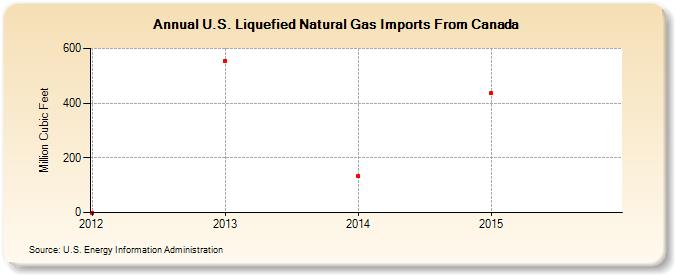 Annual U.S. Liquefied Natural Gas Imports From Canada
Million Cubic Feet
600
400
200
0
2012
2013
2014
2015
Source: U.S. Energy Information Administration